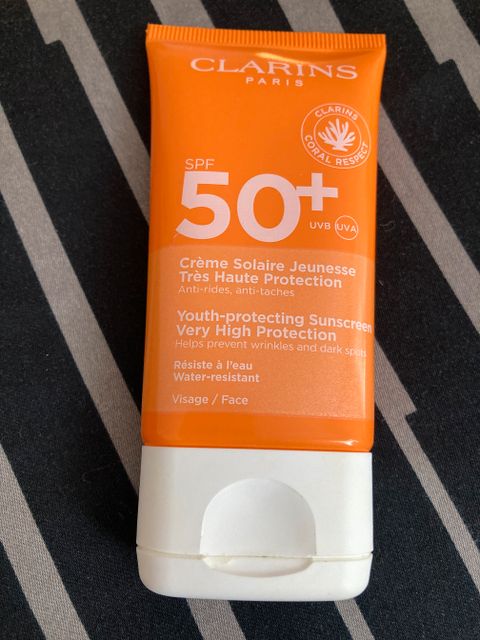 CLARINS
PARIS
CLARINS
CORAL RESPECT
SPF
50+
UVB UVA
Crème Solaire Jeunesse
Très Haute Protection
Anti-rides, anti-taches
Youth-protecting Sunscreen
Very High Protection
Helps prevent wrinkles and dark spots
Résiste à l'eau
Water-resistant
Visage / Face